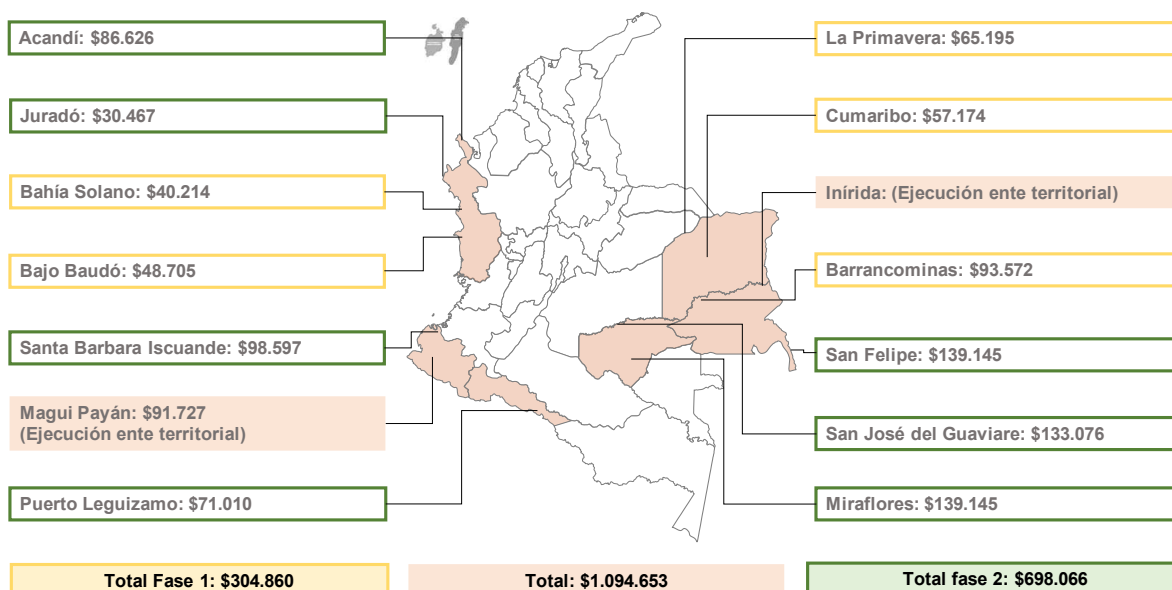 Acandí: $86.626
Juradó: $30.467
Bahía Solano: $40.214
Bajo Baudó: $48.705
Santa Barbara Iscuande: $98.597
Magui Payán: $91.727
(Ejecución ente territorial)
Puerto Leguizamo: $71.010
La Primavera: $65.195
Cumaribo: $57.174
Inírida: (Ejecución ente territorial)
Barrancominas: $93.572
San Felipe: $139.145
San José del Guaviare: $133.076
Miraflores: $139.145
Total Fase 1: $304.860
Total: $1.094.653
Total fase 2: $698.066